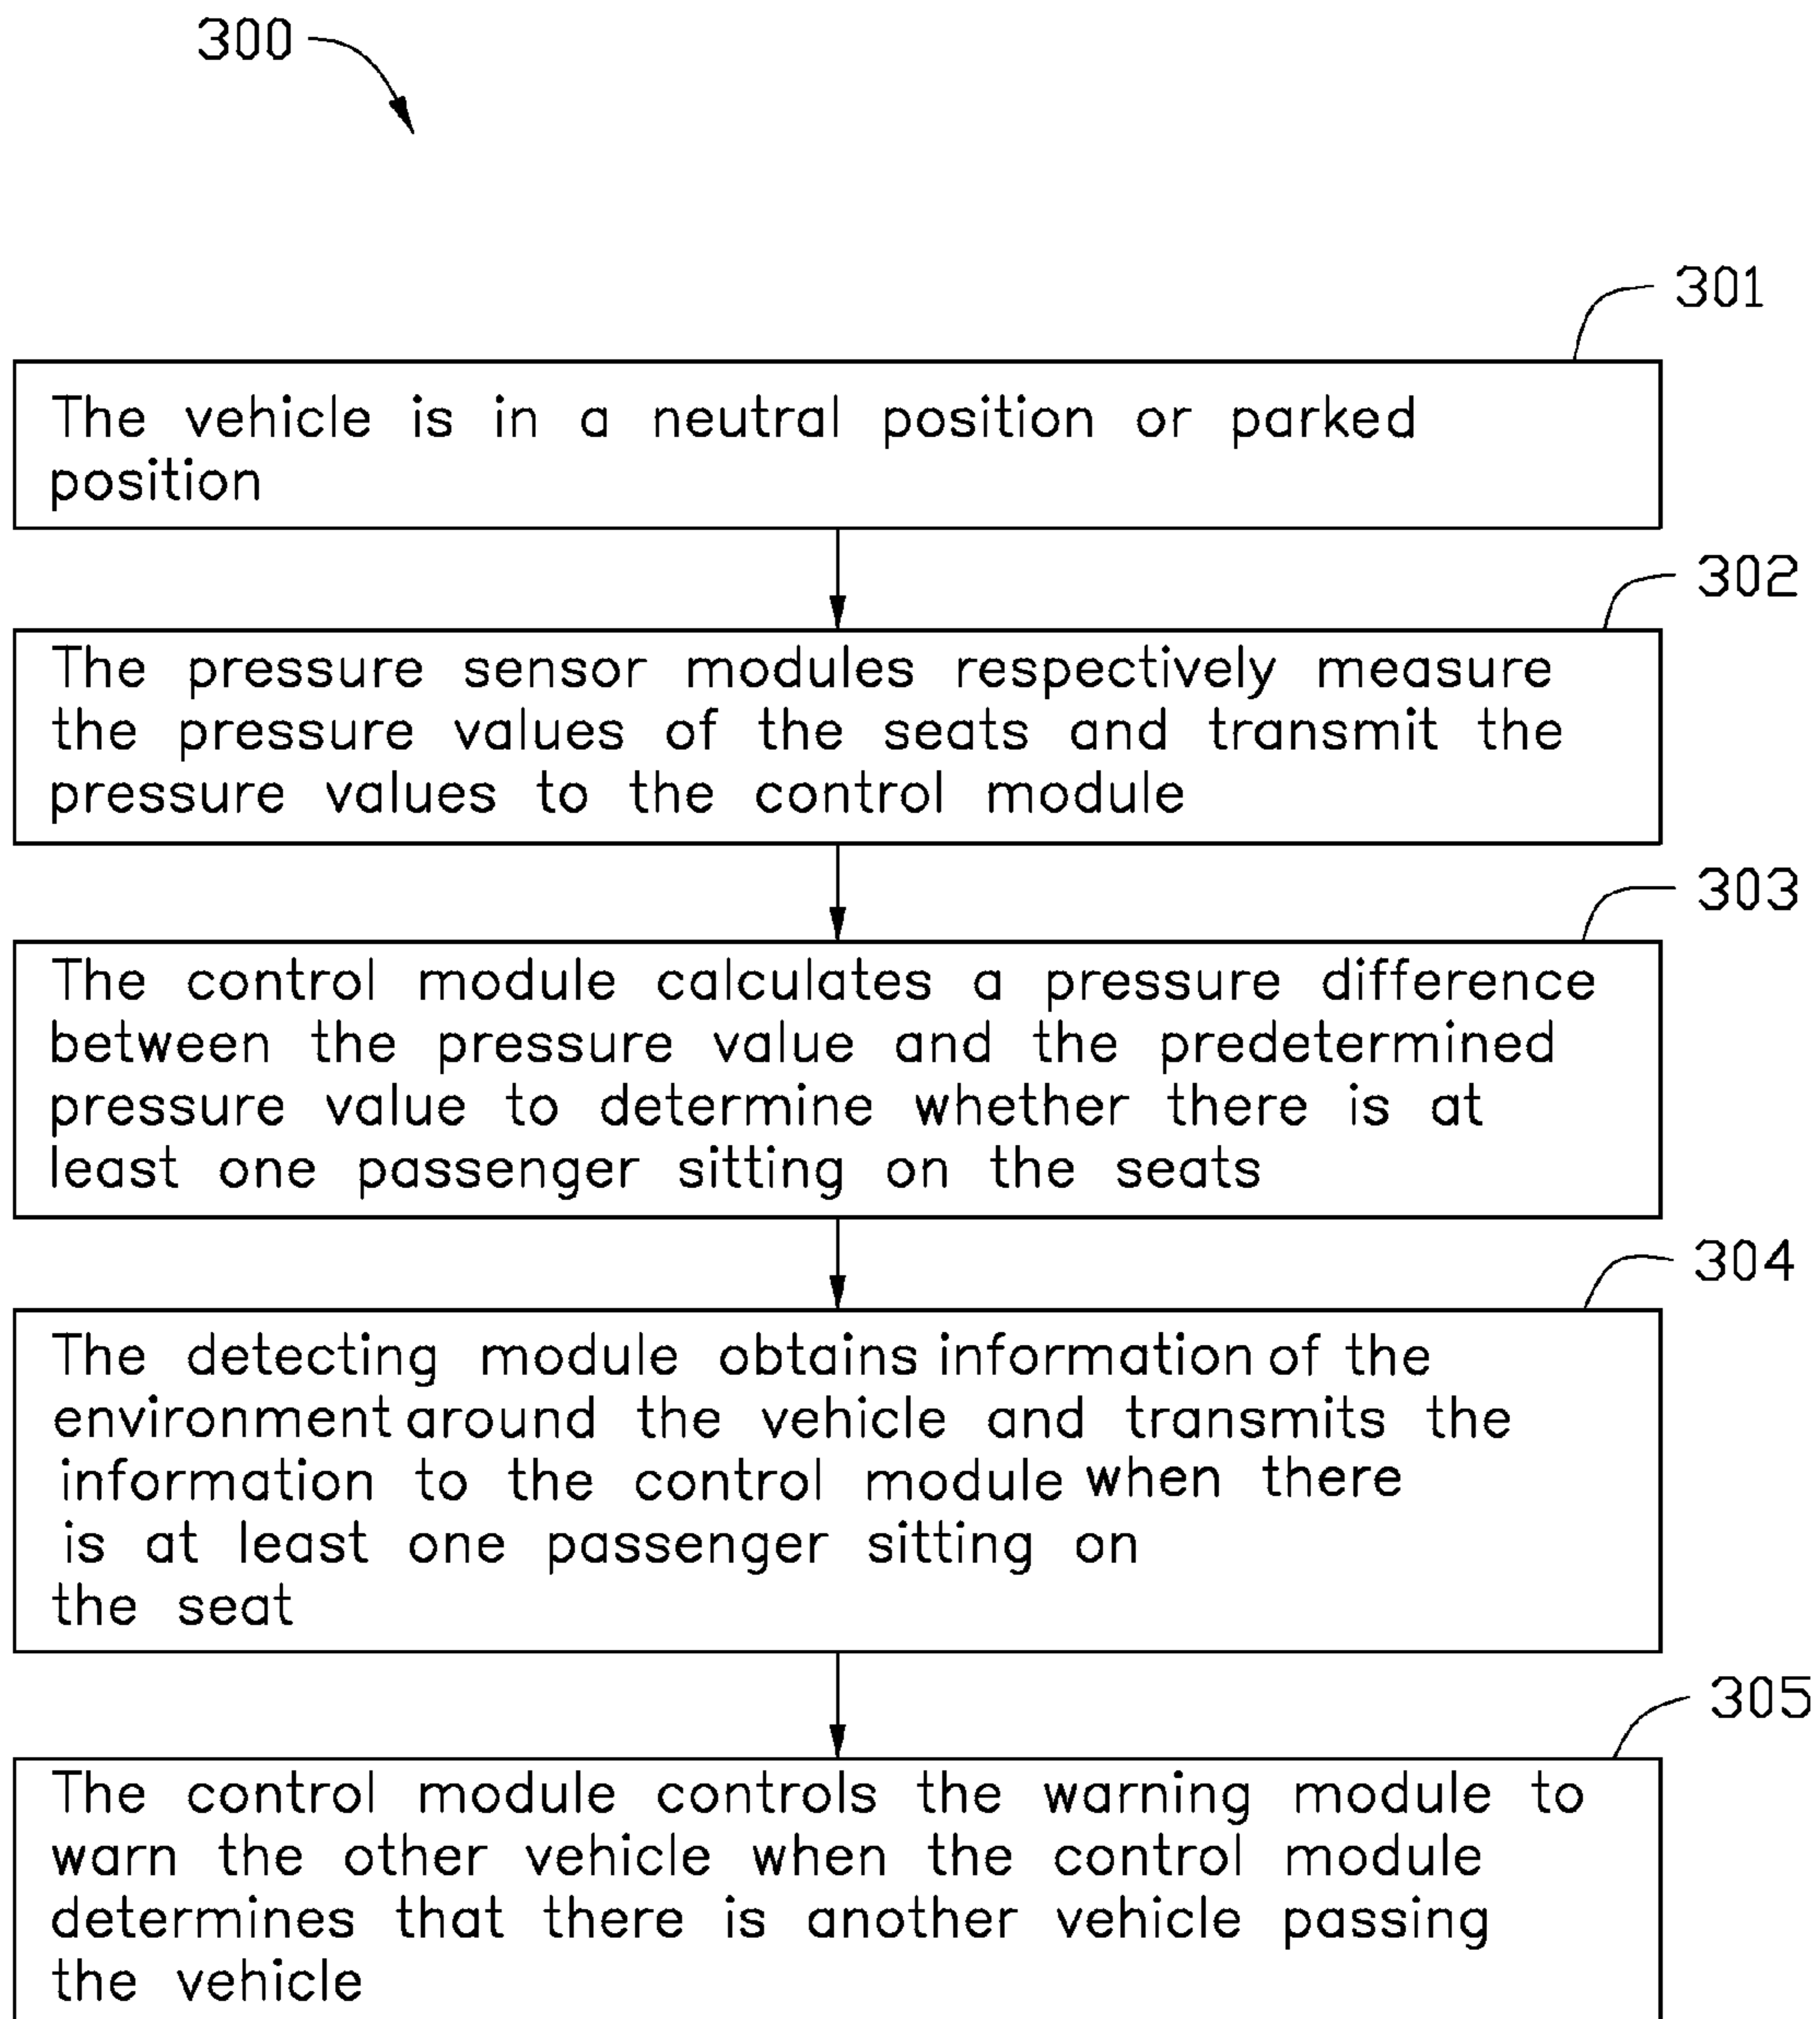 300
301
The vehicle is in a neutral position or parked
position
302
The pressure sensor modules respectively measure
the pressure values of the seats and transmit the
pressure values to the control module
303
The control module calculates a pressure difference
between the pressure value and the predetermined
pressure value to determine whether there is at
least one passenger sitting on the seats
304
The detecting module obtains information of the
environment around the vehicle and transmits the
information to the control module when there
is at least one passenger sitting on
the seat
305
The control module controls the warning module to
warn the other vehicle when the control module
determines that there is another vehicle passing
the vehicle